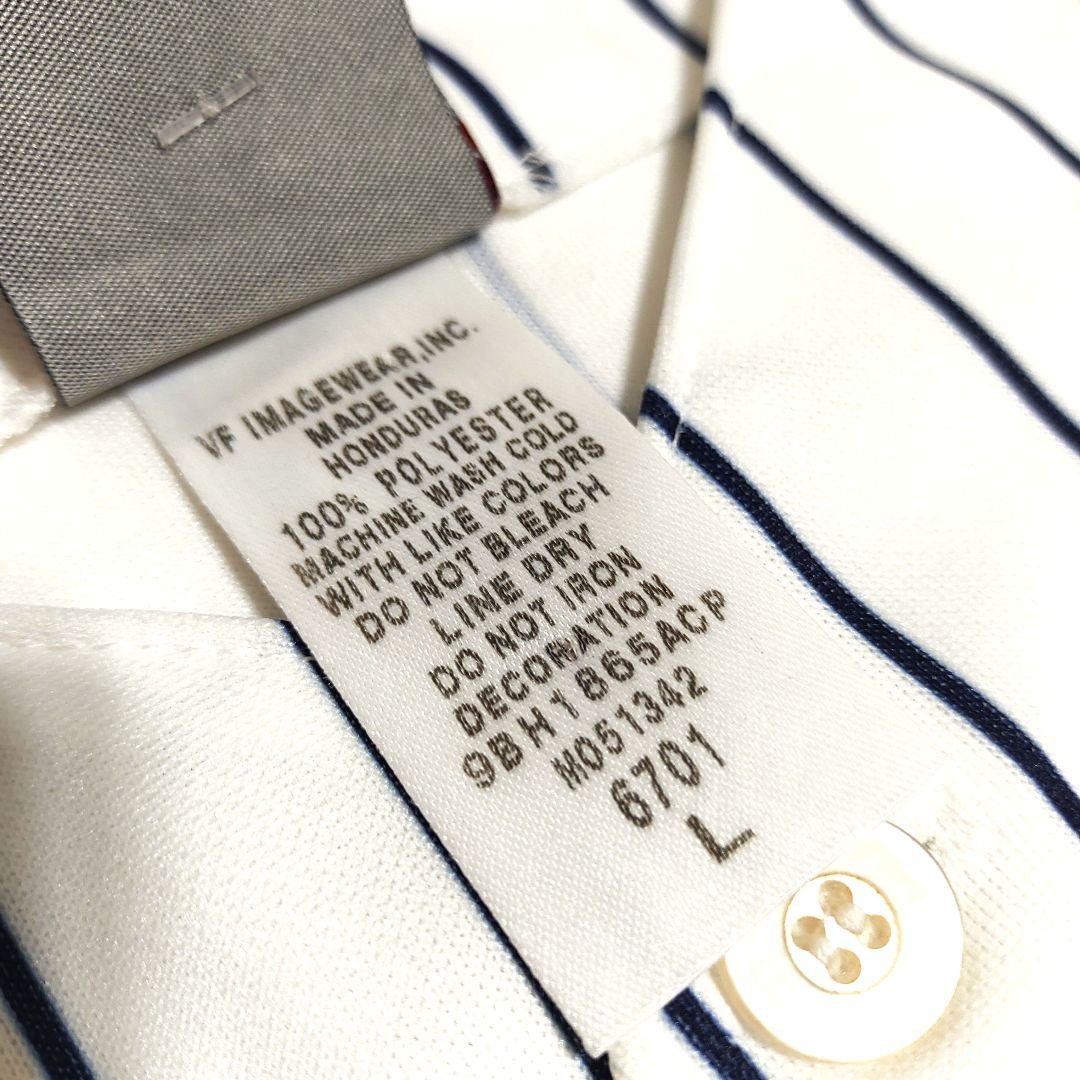 VF IMAGEWEAR,INC.
MADE IN
HONDURAS
100% POLYESTER
MACHINE WASH COLD
WITH LIKE COLORS
DO NOT BLEACH
LINE DRY
DO NOT IRON
DECORATION
9BH1865ACP
M051342
6701
L